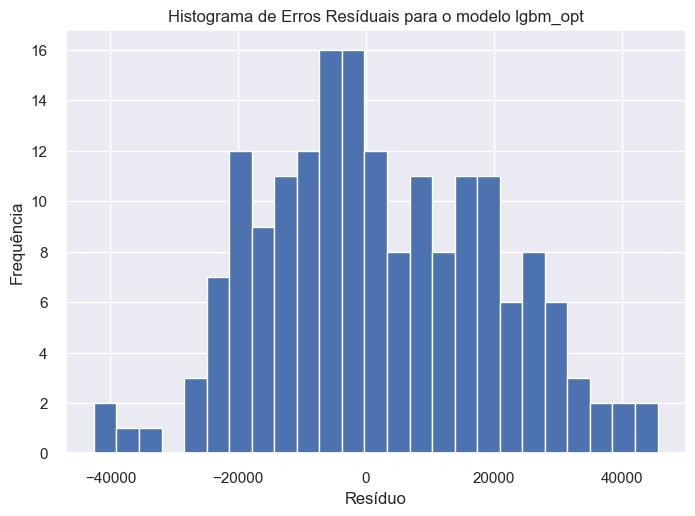 Histograma de Erros Resíduais para o modelo lgbm_opt
16
14
12
10
8
6
4
2
0
Frequência
−40000 −20000 0 20000 40000
Resíduo